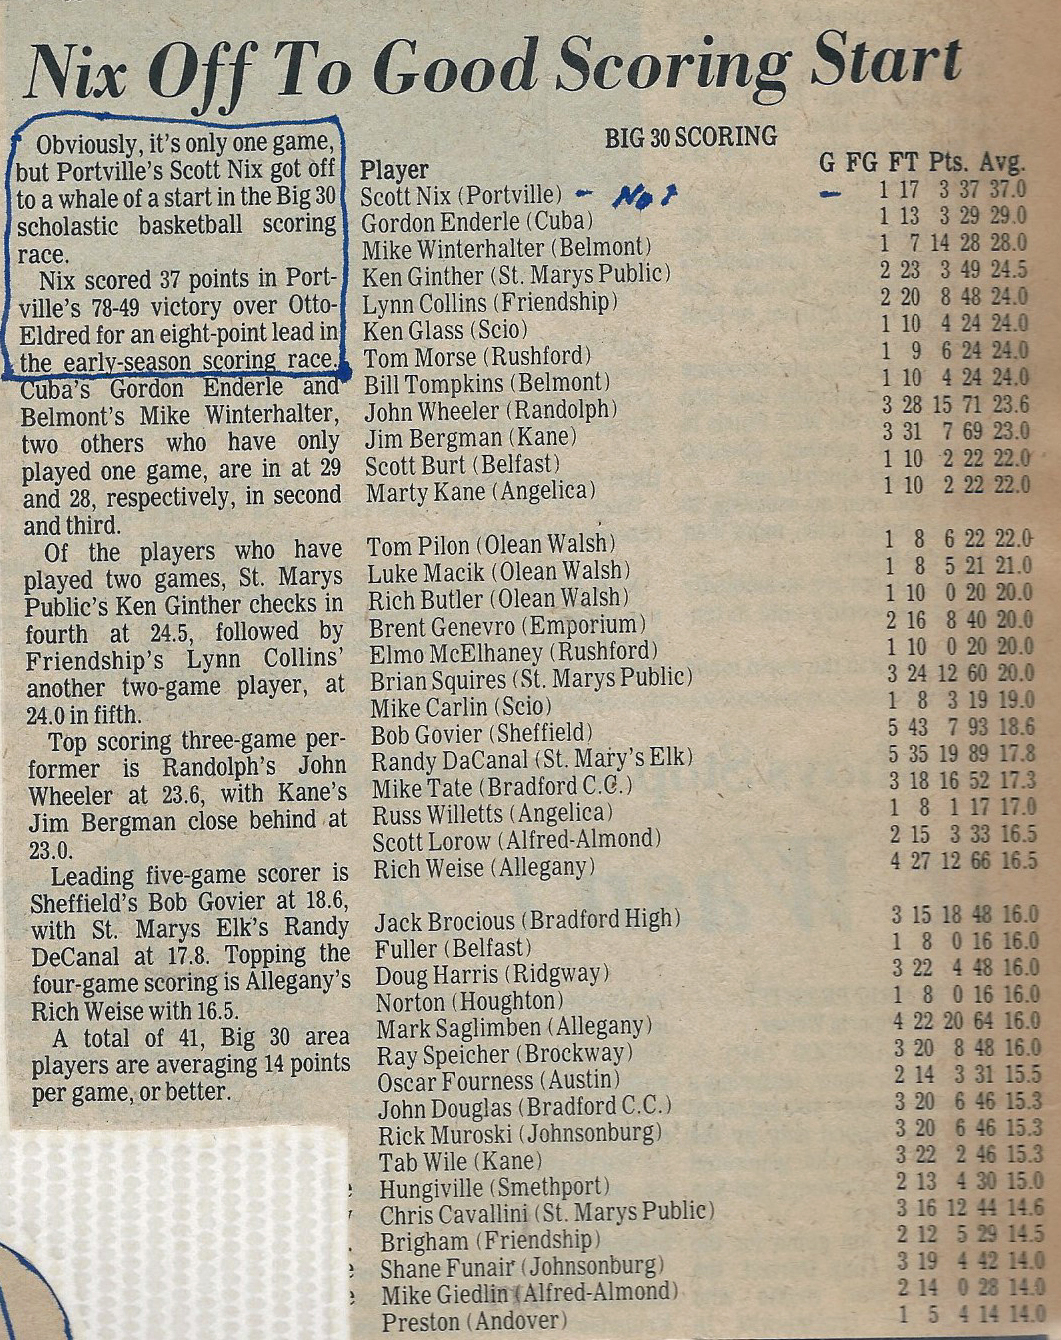 Nix Off To Good Scoring Start
Obviously, it's only one game,
but Portville's Scott Nix got off
to a whale of a start in the Big 30
scholastic basketball scoring
race.
Nix scored 37 points in Port-
ville's 78-49 victory over Otto-
Eldred for an eight-point lead in
the early-season scoring race.
Cuba's Gordon Enderle and
Belmont's Mike Winterhalter,
two others who have only
played one game, are in at 29
and 28, respectively, in second
and third.
Of the players who have
played two games, St. Marys
Public's Ken Ginther checks in
fourth at 24.5, followed by
Friendship's Lynn Collins'
another two-game player, at
24.0 in fifth.
Top scoring three-game per-
former is Randolph's John
Wheeler at 23.6, with Kane's
Jim Bergman close behind at
23.0.
Leading five-game scorer is
Sheffield's Bob Govier at 18.6,
with St. Marys Elk's Randy
DeCanal at 17.8. Topping the
four-game scoring is Allegany's
Rich Weise with 16.5.
A total of 41, Big 30 area
players are averaging 14 points
per game, or better.
BIG 30 SCORING
Player G FG FT Pts. Avg.
Scott Nix (Portville) - No 1 - 1 17 3 37 37.0
Gordon Enderle (Cuba) 1 13 3 29 29.0
Mike Winterhalter (Belmont) 1 7 14 28 28.0
Ken Ginther (St. Marys Public) 2 23 3 49 24.5
Lynn Collins (Friendship) 2 20 8 48 24.0
Ken Glass (Scio) 1 10 4 24 24.0
Tom Morse (Rushford) 1 9 6 24 24.0
Bill Tompkins (Belmont) 1 10 4 24 24.0
John Wheeler (Randolph) 3 28 15 71 23.6
Jim Bergman (Kane) 3 31 7 69 23.0
Scott Burt (Belfast) 1 10 2 22 22.0
Marty Kane (Angelica) 1 10 2 22 22.0
Tom Pilon (Olean Walsh) 1 8 6 22 22.0
Luke Macik (Olean Walsh) 1 8 5 21 21.0
Rich Butler (Olean Walsh) 1 10 0 20 20.0
Brent Genevro (Emporium) 2 16 8 40 20.0
Elmo McElhaney (Rushford) 1 10 0 20 20.0
Brian Squires (St. Marys Public) 3 24 12 60 20.0
Mike Carlin (Scio) 1 8 3 19 19.0
Bob Govier (Sheffield) 5 43 7 93 18.6
Randy DaCanal (St. Mary's Elk) 5 35 19 89 17.8
Mike Tate (Bradford C.C.) 3 18 16 52 17.3
Russ Willetts (Angelica) 1 8 1 17 17.0
Scott Lorow (Alfred-Almond) 2 15 3 33 16.5
Rich Weise (Allegany) 4 27 12 66 16.5
Jack Brocious (Bradford High) 3 15 18 48 16.0
Fuller (Belfast) 1 8 0 16 16.0
Doug Harris (Ridgway) 3 22 4 48 16.0
Norton (Houghton) 1 8 0 16 16.0
Mark Saglimben (Allegany) 4 22 20 64 16.0
Ray Speicher (Brockway) 3 20 8 48 16.0
Oscar Fourness (Austin) 2 14 3 31 15.5
John Douglas (Bradford C.C.) 3 20 6 46 15.3
Rick Muroski (Johnsonburg) 3 20 6 46 15.3
Tab Wile (Kane) 3 22 2 46 15.3
Hungiville (Smethport) 2 13 4 30 15.0
Chris Cavallini (St. Marys Public) 3 16 12 44 14.6
Brigham (Friendship) 2 12 5 29 14.5
Shane Funair (Johnsonburg) 3 19 4 42 14.0
Mike Giedlin (Alfred-Almond) 2 14 0 28 14.0
Preston (Andover) 1 5 4 14 14.0